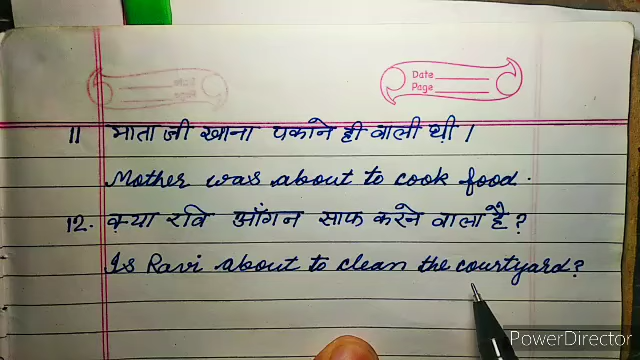 Date
Page
11 माता जी खाना पकाने ही वाली थी।
Mother was about to cook food.
12. क्या रवि आंगन साफ करने वाला है?
Is Ravi about to clean the courtyard?
PowerDirector